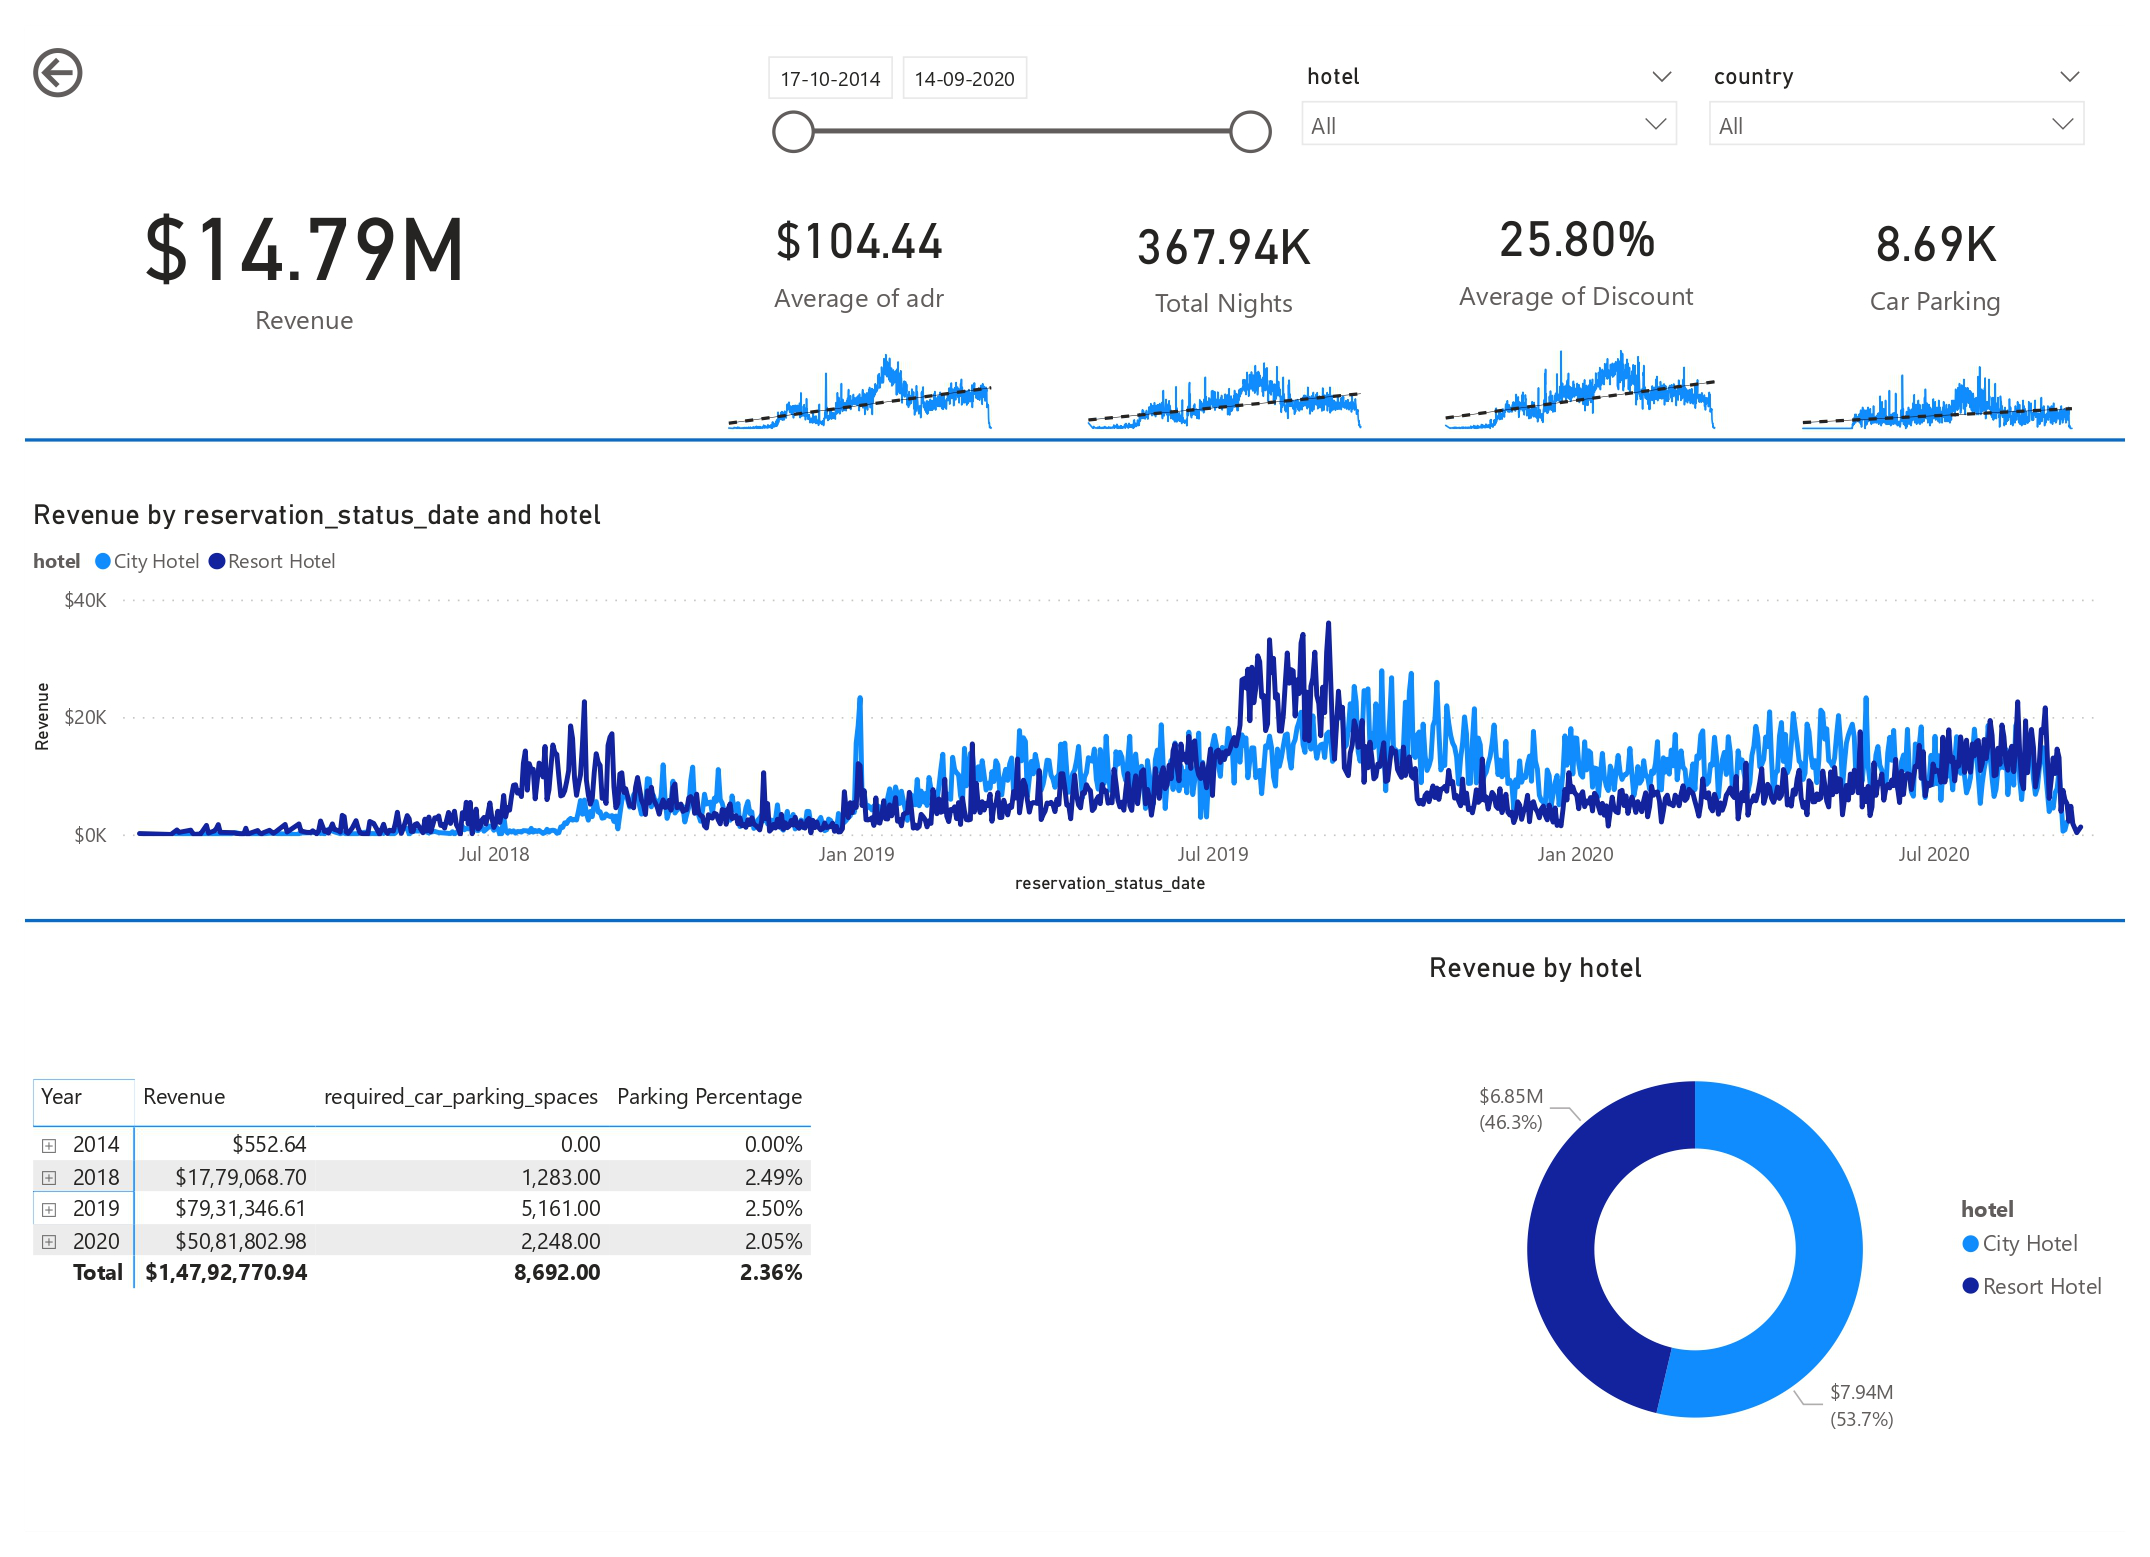 17-10-2014 14-09-2020
hotel
All
country
All
$14.79M
Revenue
$104.44
Average of adr
367.94K
Total Nights
25.80%
Average of Discount
8.69K
Car Parking
Revenue by reservation_status_date and hotel
hotel City Hotel Resort Hotel
$40K
$20K
$0K
Revenue
Jul 2018 Jan 2019 Jul 2019 Jan 2020 Jul 2020
reservation_status_date
Year Revenue required_car_parking_spaces Parking Percentage
2014 $552.64 0.00 0.00%
2018 $17,79,068.70 1,283.00 2.49%
2019 $79,31,346.61 5,161.00 2.50%
2020 $50,81,802.98 2,248.00 2.05%
Total $1,47,92,770.94 8,692.00 2.36%
Revenue by hotel
$6.85M
(46.3%)
$7.94M
(53.7%)
hotel
City Hotel
Resort Hotel